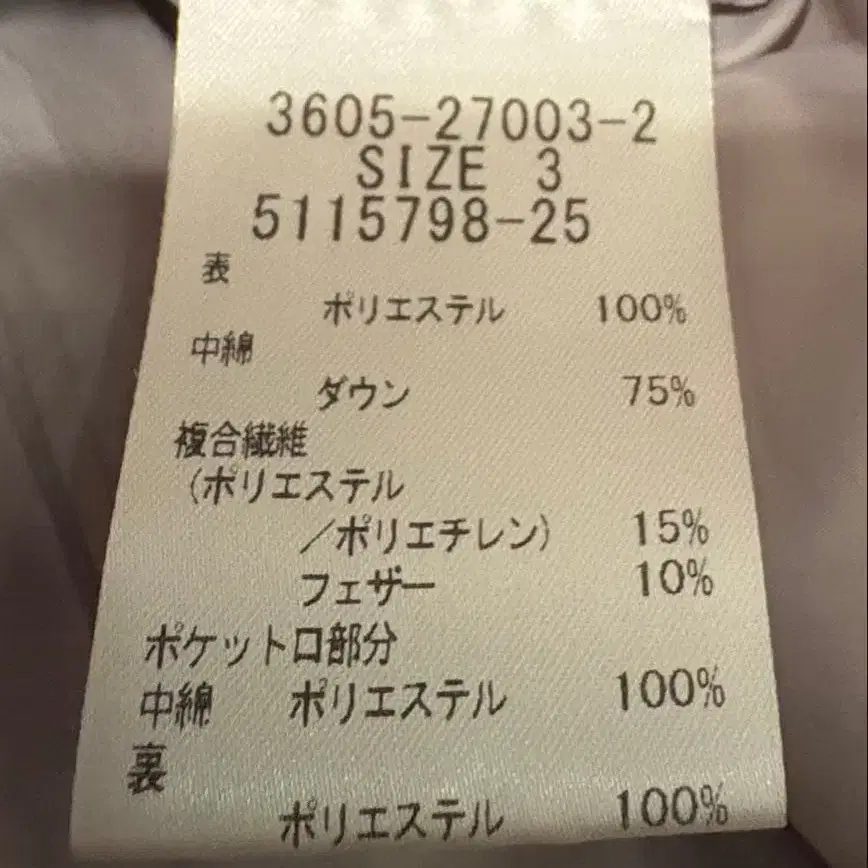 3605-27003-2
SIZE 3
5115798-25
表
ポリエステル 100%
中綿
ダウン 75%
複合繊維
(ポリエステル
/ポリエチレン) 15%
フェザー 10%
ポケット口部分
中綿 ポリエステル 100%
裏
ポリエステル 100%